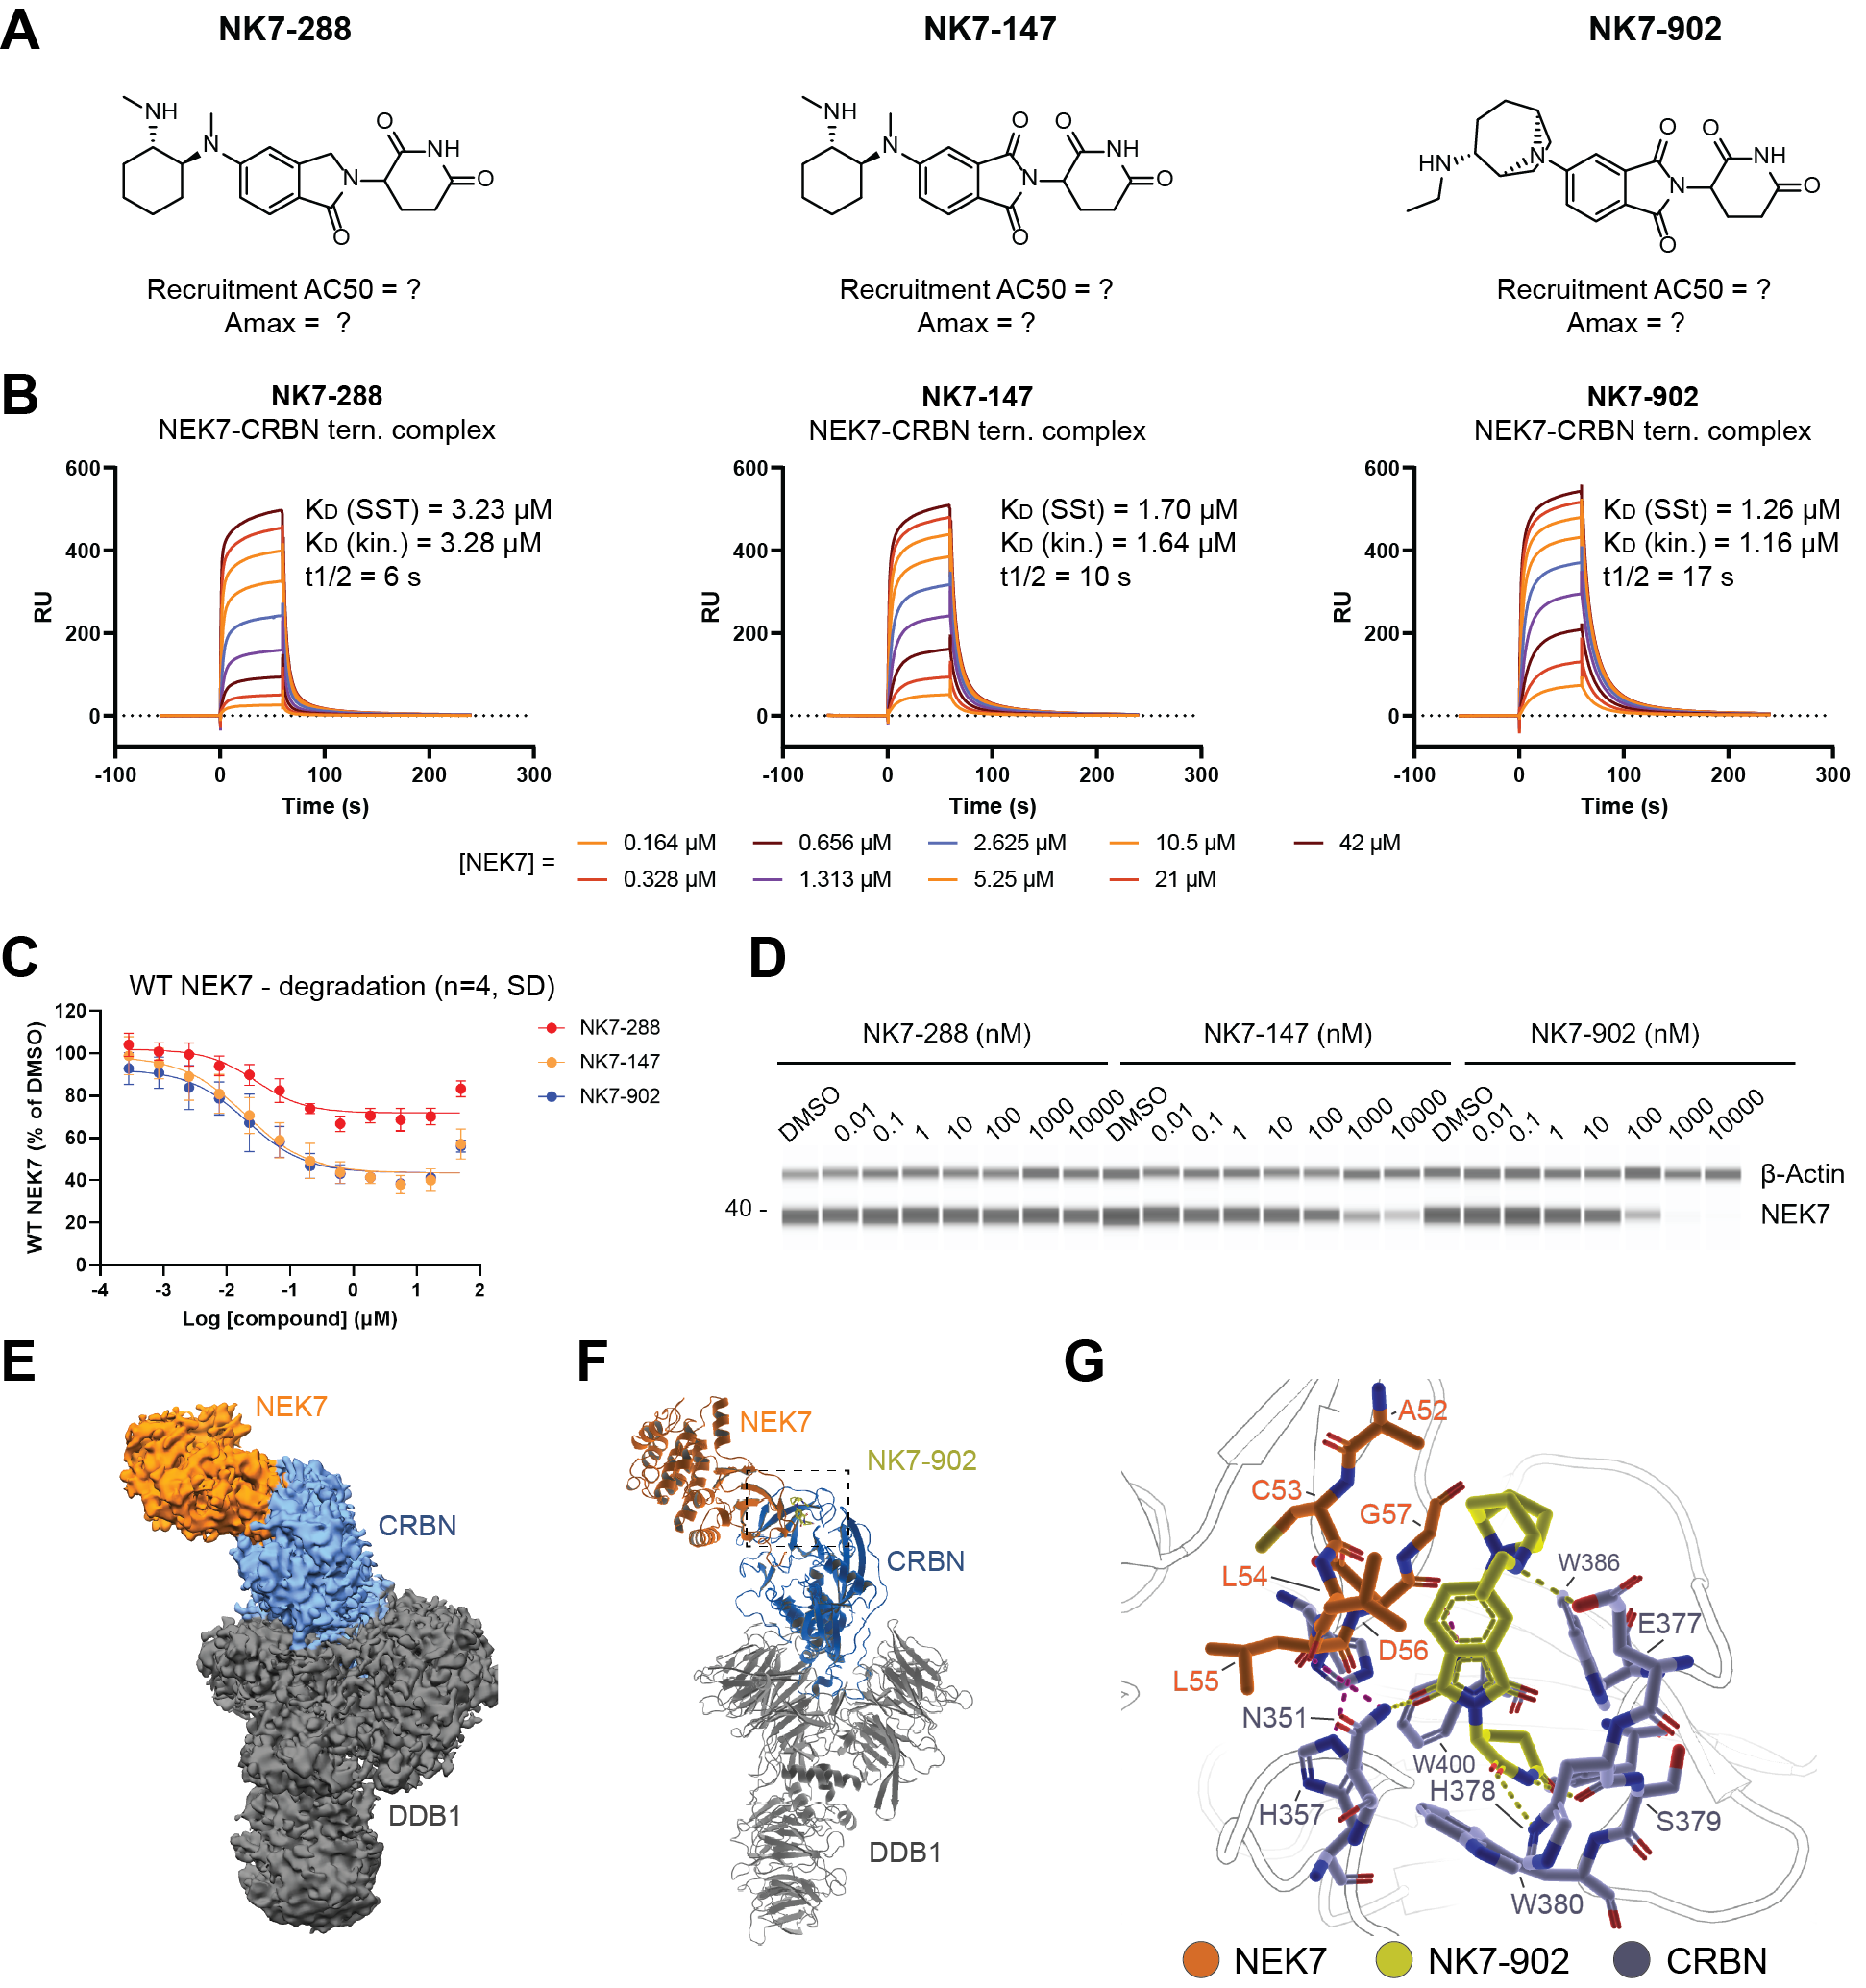 A
NK7-288
NK7-147
NK7-902
NH
N
O
NH
N
O
O
NH
N
O
O
NH
N
O
O
HN
N
O
O
NH
N
O
O
Recruitment AC50 = ?
Amax = ?
Recruitment AC50 = ?
Amax = ?
Recruitment AC50 = ?
Amax = ?
B
NK7-288
NEK7-CRBN tern. complex
600
400
200
0
RU
KD (SST) = 3.23 µM
KD (kin.) = 3.28 µM
t1/2 = 6 s
-100 0 100 200 300
Time (s)
NK7-147
NEK7-CRBN tern. complex
600
400
200
0
RU
KD (SSt) = 1.70 µM
KD (kin.) = 1.64 µM
t1/2 = 10 s
-100 0 100 200 300
Time (s)
NK7-902
NEK7-CRBN tern. complex
600
400
200
0
RU
KD (SSt) = 1.26 µM
KD (kin.) = 1.16 µM
t1/2 = 17 s
-100 0 100 200 300
Time (s)
[NEK7] =
0.164 µM 0.656 µM 2.625 µM 10.5 µM 42 µM
0.328 µM 1.313 µM 5.25 µM 21 µM
C
WT NEK7 - degradation (n=4, SD)
WT NEK7 (% of DMSO)
120
100
80
60
40
20
0
-4 -3 -2 -1 0 1 2
Log [compound] (µM)
NK7-288
NK7-147
NK7-902
D
NK7-288 (nM) NK7-147 (nM) NK7-902 (nM)
DMSO 0.01 0.1 1 10 100 1000 10000 DMSO 0.01 0.1 1 10 100 1000 10000 DMSO 0.01 0.1 1 10 100 1000 10000
β-Actin
40 -
NEK7
E
NEK7
CRBN
DDB1
F
NEK7
NK7-902
CRBN
DDB1
G
A52
C53
G57
L54
W386
E377
D56
L55
N351
W400
H378
H357
S379
W380
NEK7
NK7-902
CRBN